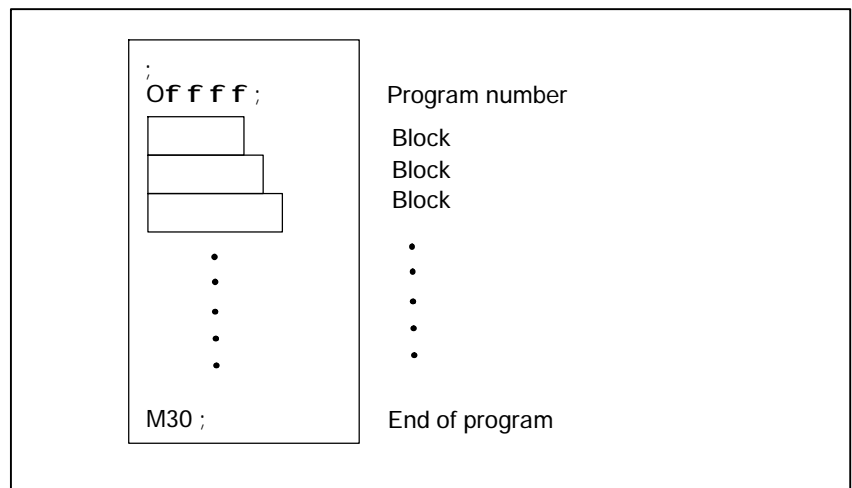 ;
Offff; Program number
Block
Block
Block
M30 ; End of program